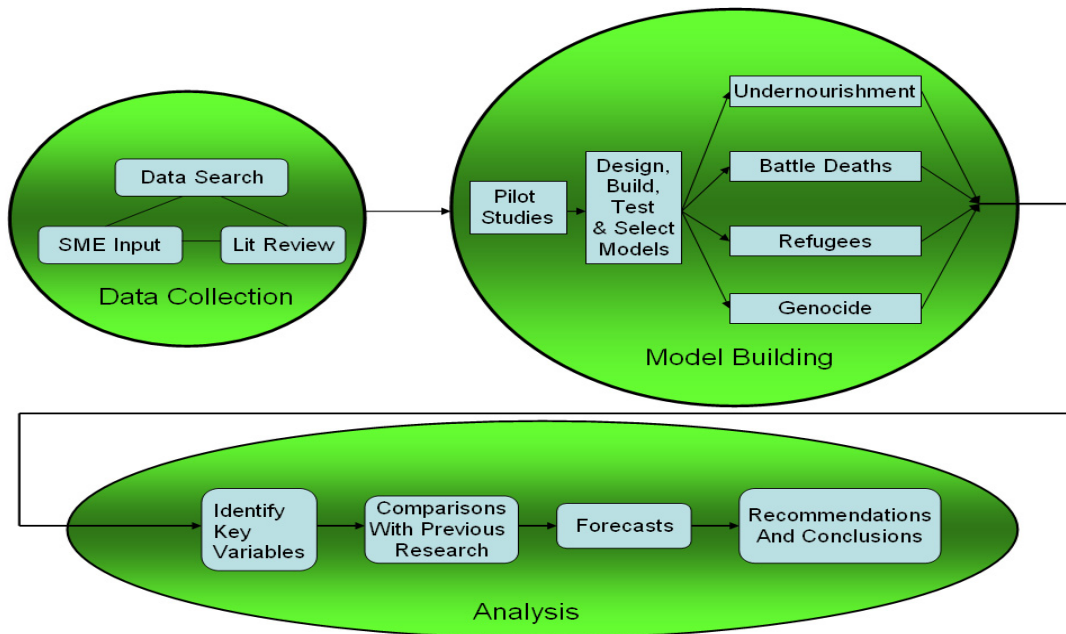 Data Search
SME Input
Lit Review
Data Collection
Pilot
Studies
Design,
Build,
Test
& Select
Models
Undernourishment
Battle Deaths
Refugees
Genocide
Model Building
Identify
Key
Variables
Comparisons
With Previous
Research
Forecasts
Recommendations
And Conclusions
Analysis